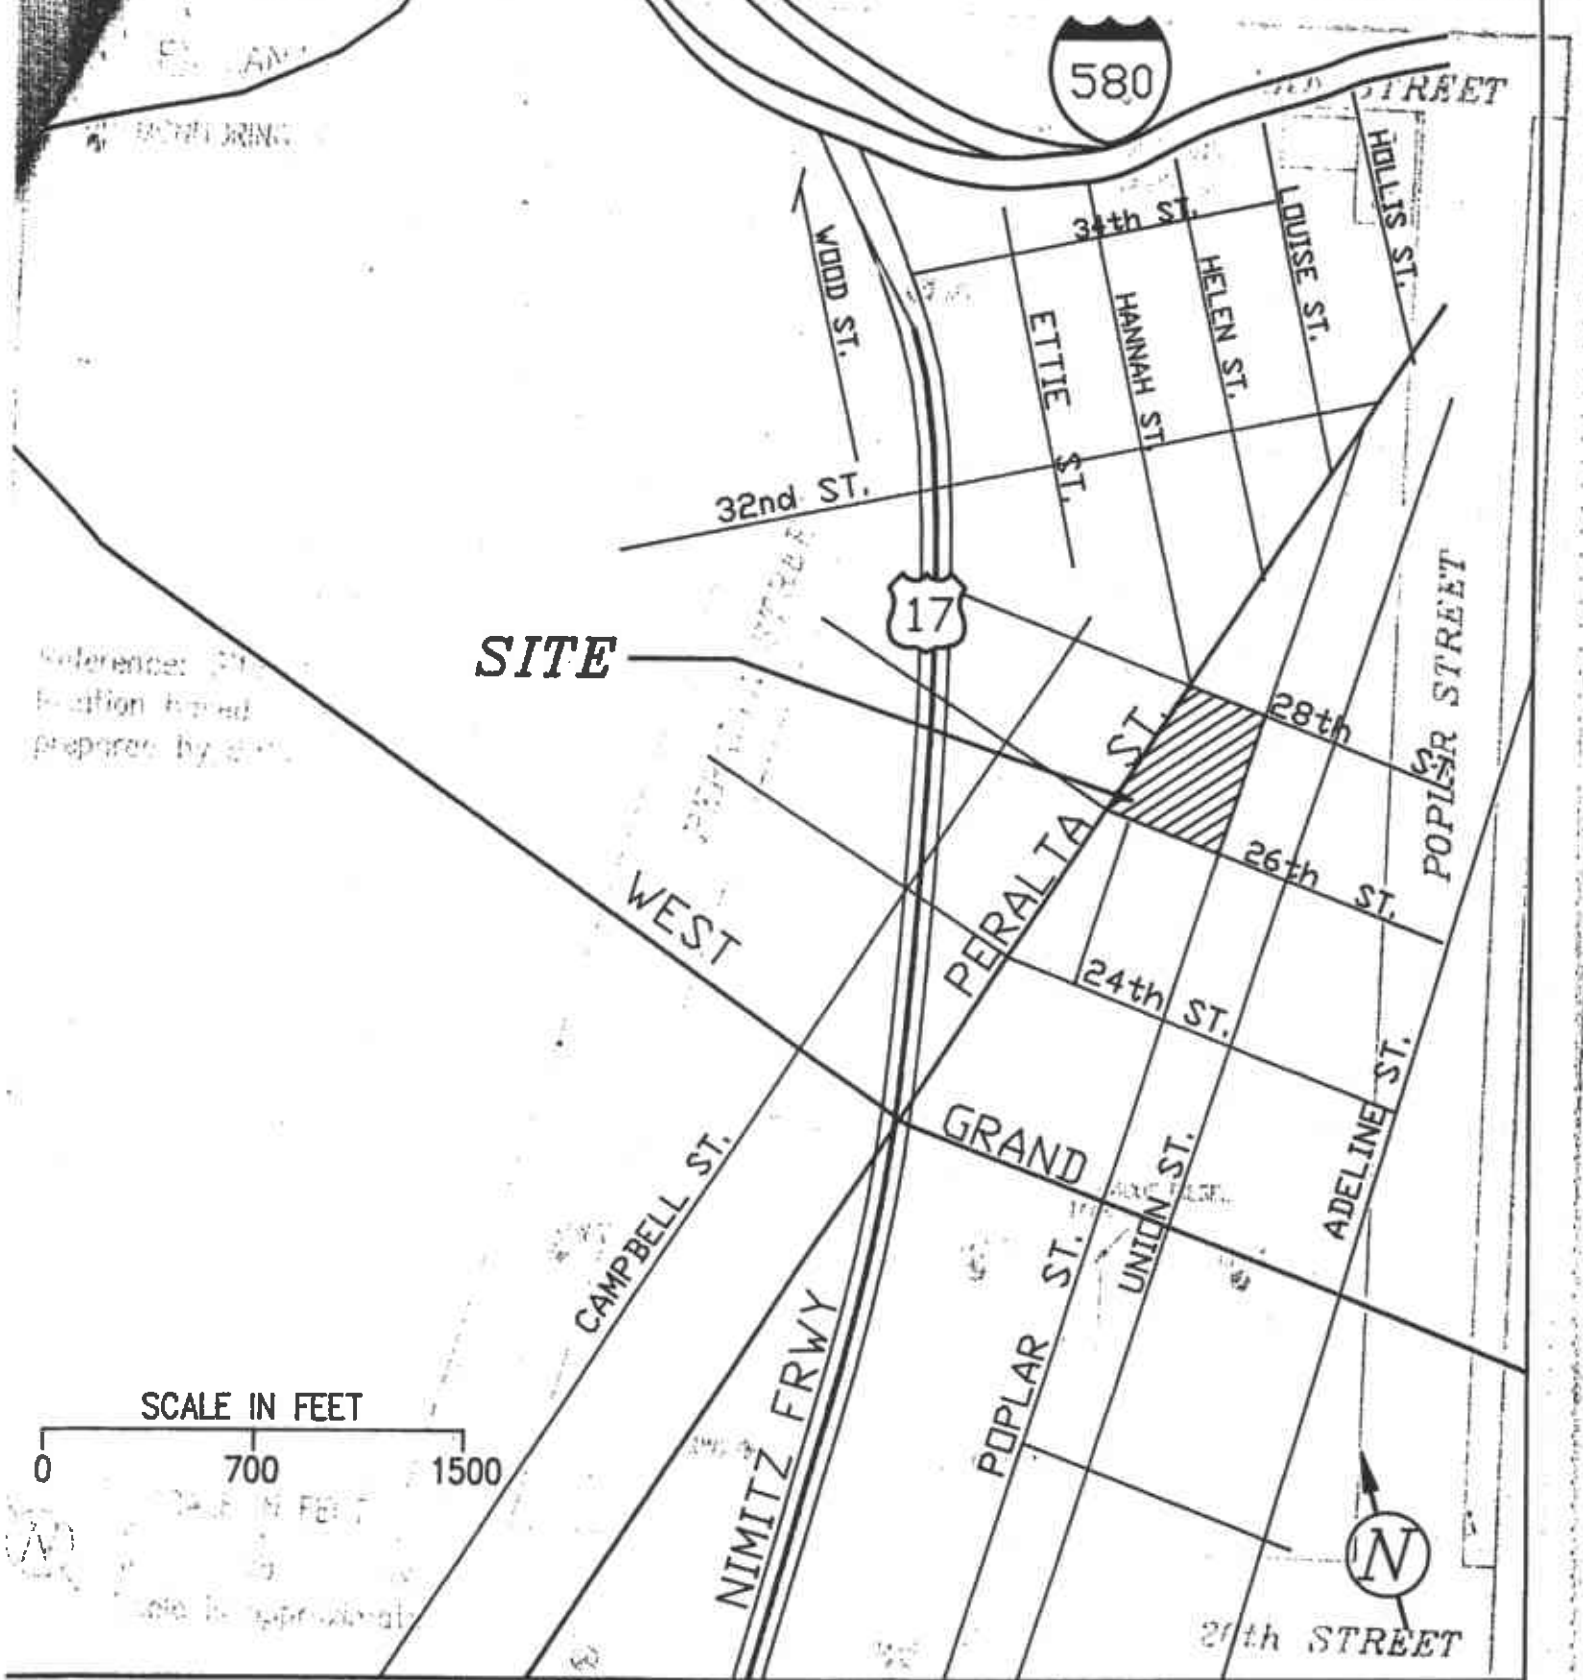 580
STREET
HOLLIS ST.
34th ST.
LOUISE ST.
HELEN ST.
HANNAH ST.
ETTIE ST.
WOOD ST.
32nd ST.
17
SITE
POPLAR STREET
28th ST.
PERALTA ST.
26th ST.
24th ST.
WEST GRAND
CAMPBELL ST.
ADELINE ST.
UNION ST.
POPLAR ST.
NIMITZ FRWY
SCALE IN FEET
0 700 1500
N
26th STREET